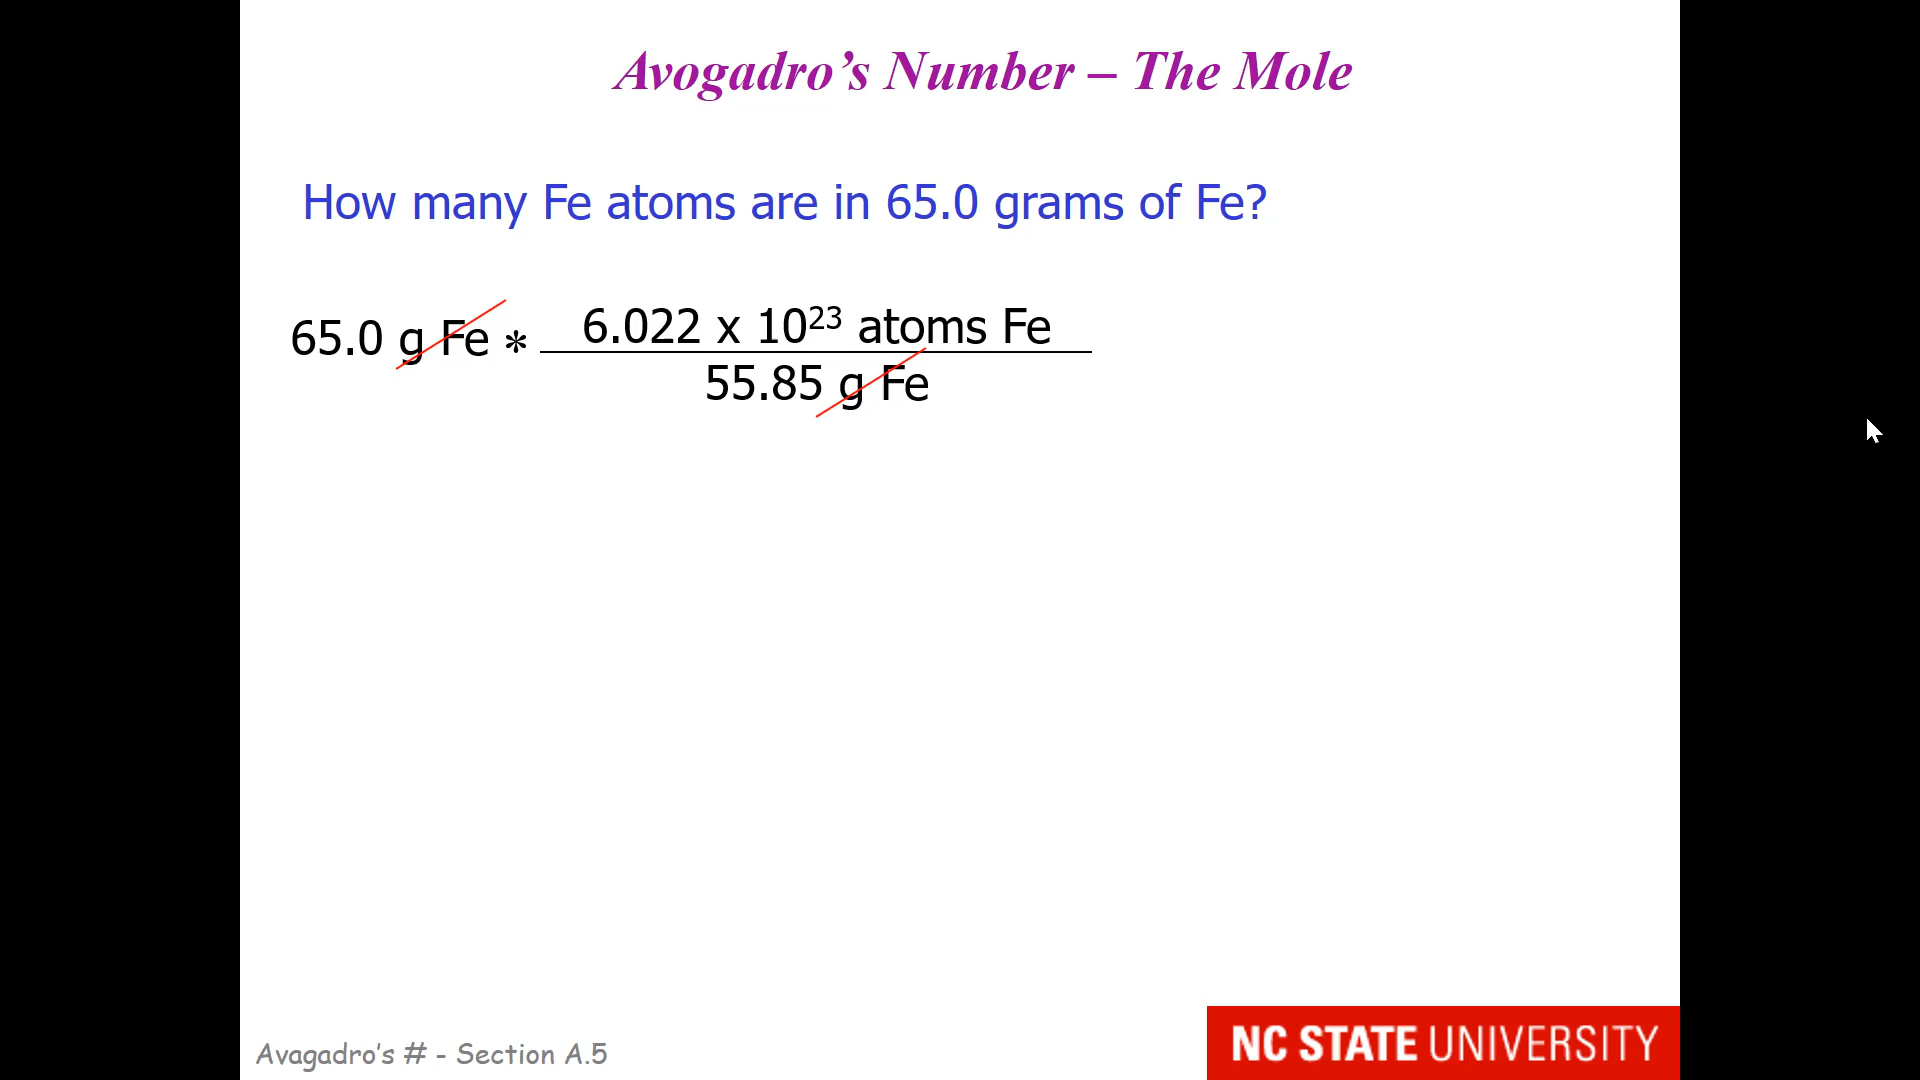 Avogadro’s Number – The Mole
How many Fe atoms are in 65.0 grams of Fe?
65.0 g Fe * 6.022 x 10²³ atoms Fe
55.85 g Fe
Avagadro's # - Section A.5
NC STATE UNIVERSITY